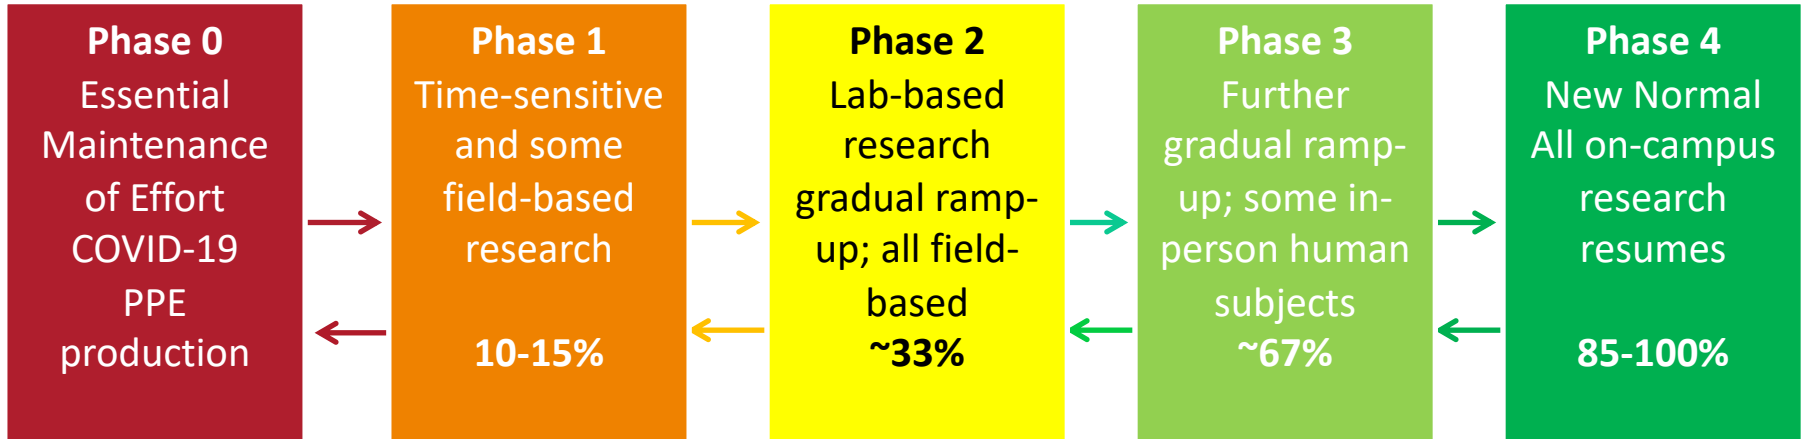 Phase 0
Essential
Maintenance
of Effort
COVID-19
PPE
production
Phase 1
Time-sensitive
and some
field-based
research
10-15%
Phase 2
Lab-based
research
gradual ramp-
up; all field-
based
~33%
Phase 3
Further
gradual ramp-
up; some in-
person human
subjects
~67%
Phase 4
New Normal
All on-campus
research
resumes
85-100%